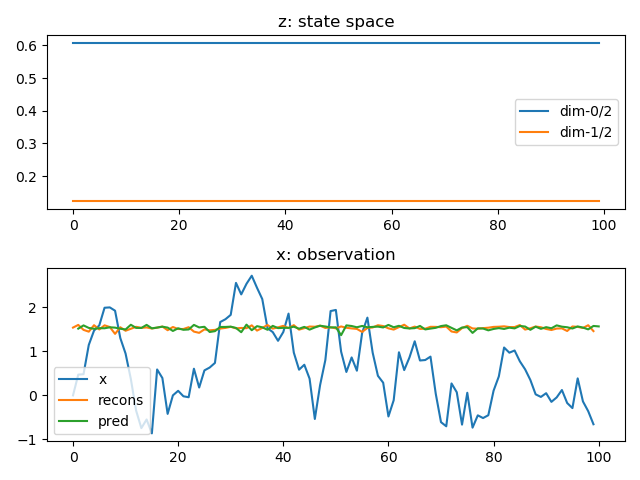 z: state space
0.6
0.5
0.4
0.3
0.2
dim-0/2
dim-1/2
0 20 40 60 80 100
x: observation
2
1
0
−1
x
recons
pred
0 20 40 60 80 100